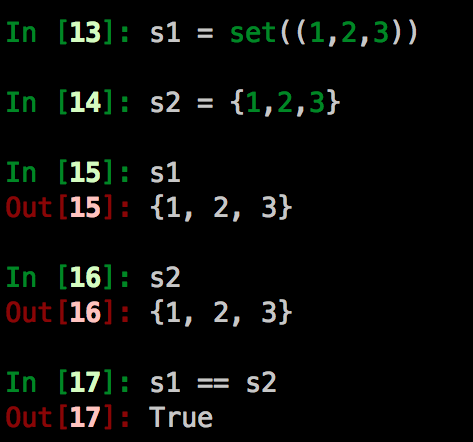 In [13]: s1 = set((1,2,3))
In [14]: s2 = {1,2,3}
In [15]: s1
Out[15]: {1, 2, 3}
In [16]: s2
Out[16]: {1, 2, 3}
In [17]: s1 == s2
Out[17]: True